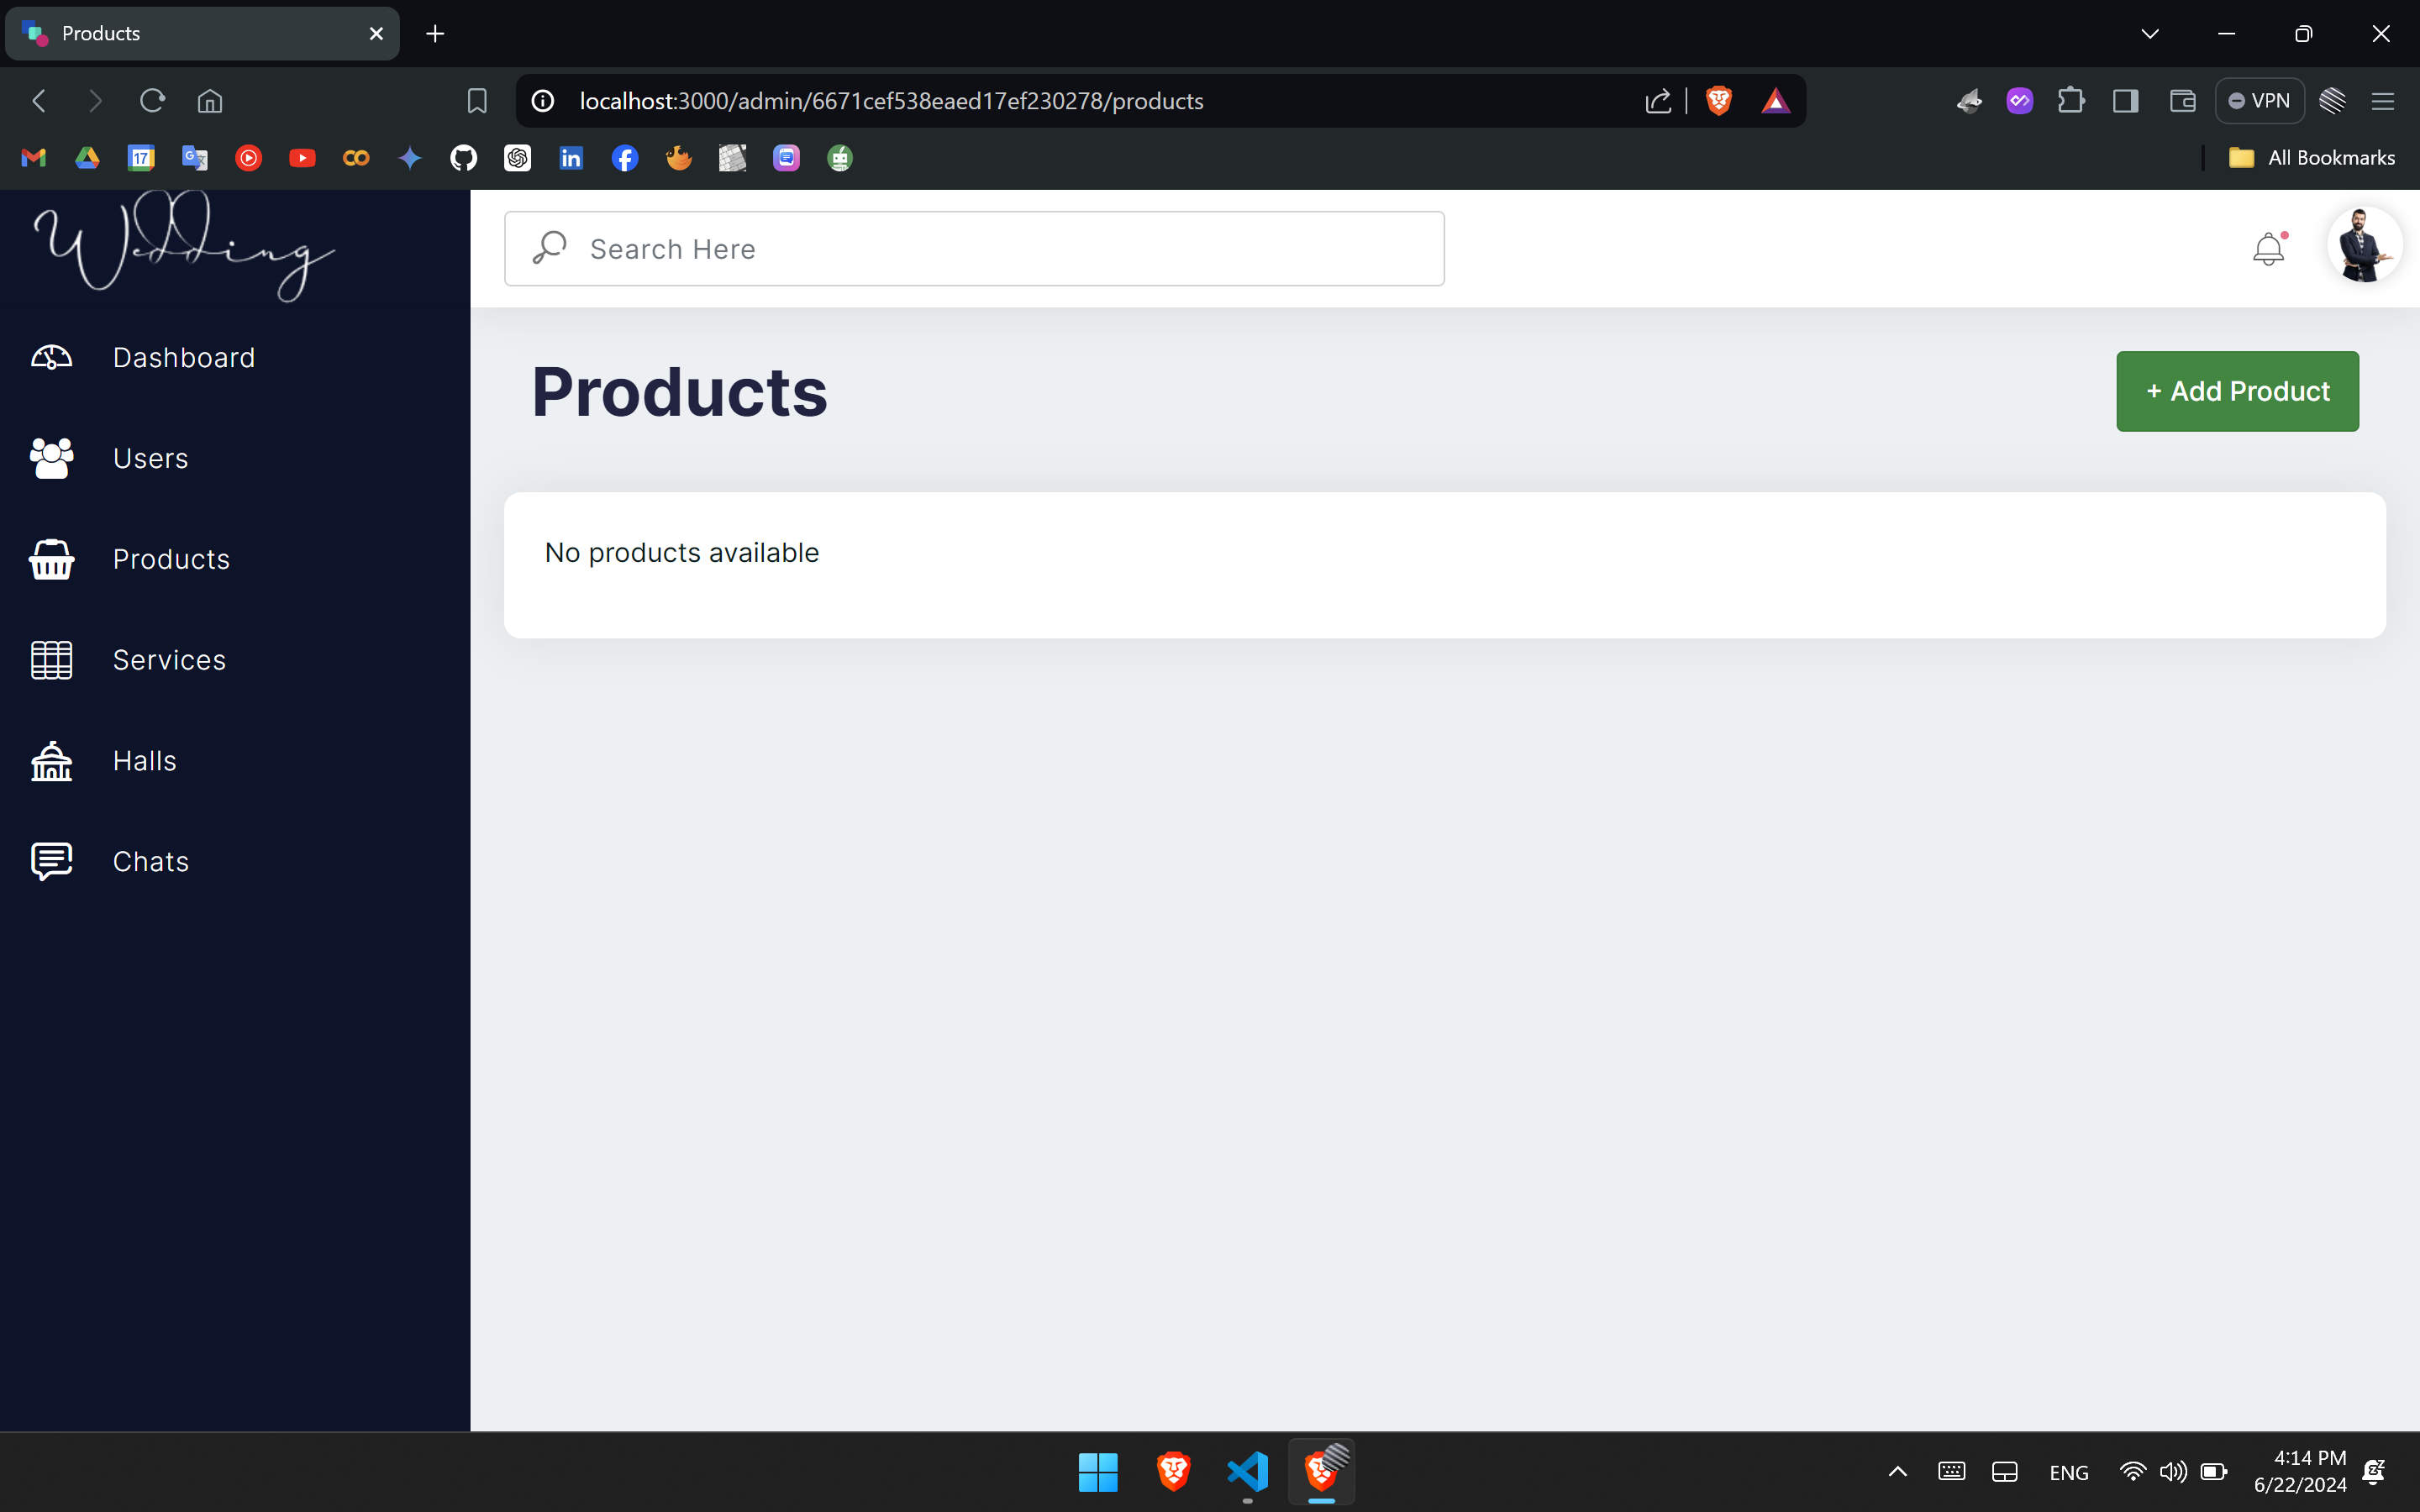 Products
localhost:3000/admin/6671cef538eaed17ef230278/products
VPN
17
All Bookmarks
Wedding
Search Here
Dashboard
Users
Products
Services
Halls
Chats
Products
+ Add Product
No products available
ENG
4:14 PM
6/22/2024